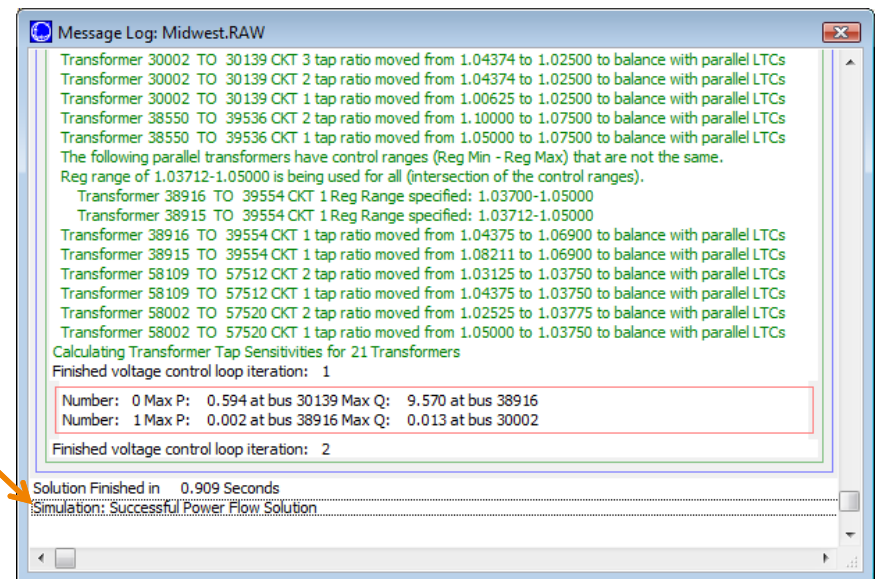 Message Log: Midwest.RAW
Transformer 30002 TO 30139 CKT 3 tap ratio moved from 1.04374 to 1.02500 to balance with parallel LTCs
Transformer 30002 TO 30139 CKT 2 tap ratio moved from 1.04374 to 1.02500 to balance with parallel LTCs
Transformer 30002 TO 30139 CKT 1 tap ratio moved from 1.00625 to 1.02500 to balance with parallel LTCs
Transformer 38550 TO 39536 CKT 2 tap ratio moved from 1.10000 to 1.07500 to balance with parallel LTCs
Transformer 38550 TO 39536 CKT 1 tap ratio moved from 1.05000 to 1.07500 to balance with parallel LTCs
The following parallel transformers have control ranges (Reg Min - Reg Max) that are not the same.
Reg range of 1.03712-1.05000 is being used for all (intersection of the control ranges).
Transformer 38916 TO 39554 CKT 1 Reg Range specified: 1.03700-1.05000
Transformer 38915 TO 39554 CKT 1 Reg Range specified: 1.03712-1.05000
Transformer 38916 TO 39554 CKT 1 tap ratio moved from 1.04375 to 1.06900 to balance with parallel LTCs
Transformer 38915 TO 39554 CKT 1 tap ratio moved from 1.08211 to 1.06900 to balance with parallel LTCs
Transformer 58109 TO 57512 CKT 2 tap ratio moved from 1.03125 to 1.03750 to balance with parallel LTCs
Transformer 58109 TO 57512 CKT 1 tap ratio moved from 1.04375 to 1.03750 to balance with parallel LTCs
Transformer 58002 TO 57520 CKT 2 tap ratio moved from 1.02525 to 1.03775 to balance with parallel LTCs
Transformer 58002 TO 57520 CKT 1 tap ratio moved from 1.05000 to 1.03750 to balance with parallel LTCs
Calculating Transformer Tap Sensitivities for 21 Transformers
Finished voltage control loop iteration: 1
Number: 0 Max P: 0.594 at bus 30139 Max Q: 9.570 at bus 38916
Number: 1 Max P: 0.002 at bus 38916 Max Q: 0.013 at bus 30002
Finished voltage control loop iteration: 2
Solution Finished in 0.909 Seconds
Simulation: Successful Power Flow Solution